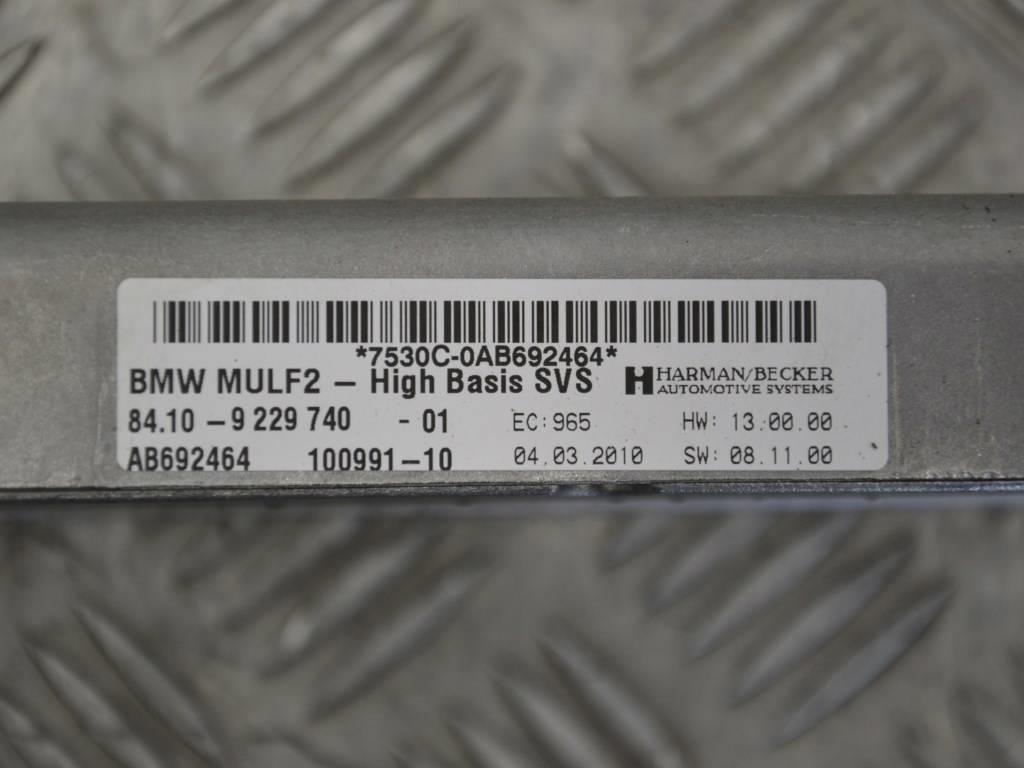 *7530C-0AB692464*
BMW MULF2 – High Basis SVS HARMAN/BECKER
AUTOMOTIVE SYSTEMS
84.10 – 9 229 740 - 01 EC: 965 HW: 13.00.00
AB692464 100991–10 04.03.2010 SW: 08.11.00